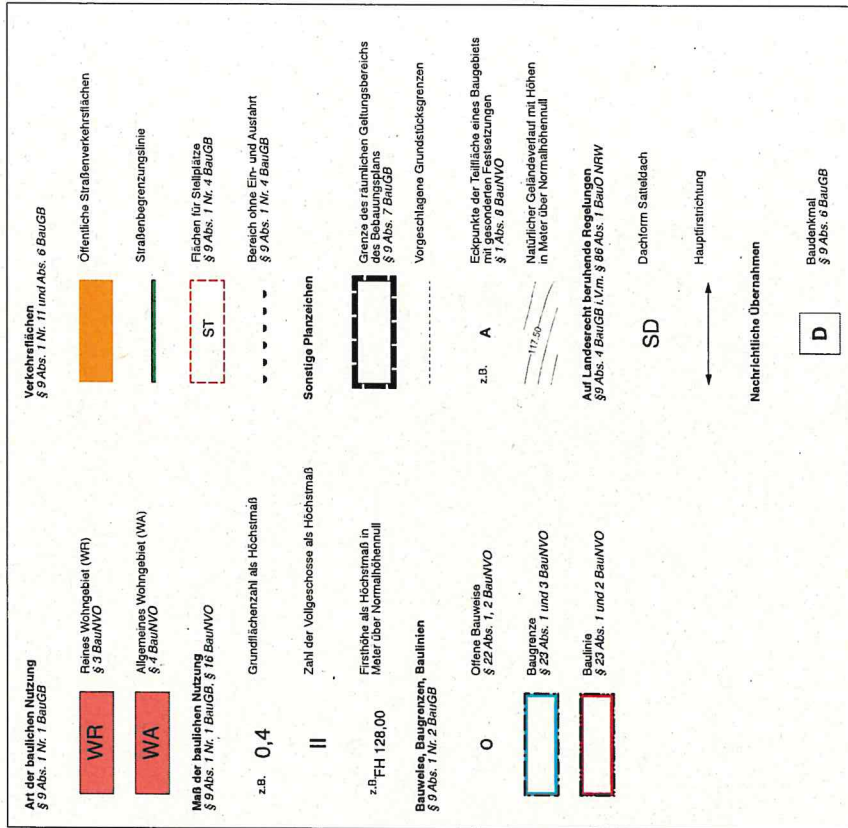 Art der baulichen Nutzung
§ 9 Abs. 1 Nr. 1 BauGB
WR
Reines Wohngebiet (WR)
§ 3 BauNVO
WA
Allgemeines Wohngebiet (WA)
§ 4 BauNVO
Maß der baulichen Nutzung
§ 9 Abs. 1 Nr. 1 BauGB, § 16 BauNVO
z.B. 0,4
Grundflächenzahl als Höchstmaß
II
Zahl der Vollgeschosse als Höchstmaß
z.B. FH 128,00
Firsthöhe als Höchstmaß in
Meter über Normalhöhennull
Bauweise, Baugrenzen, Baulinien
§ 9 Abs. 1 Nr. 2 BauGB
O
Offene Bauweise
§ 22 Abs. 1, 2 BauNVO
Baugrenze
§ 23 Abs. 1 und 3 BauNVO
Baulinie
§ 23 Abs. 1 und 2 BauNVO
Verkehrsflächen
§ 9 Abs. 1 Nr. 11 und Abs. 6 BauGB
Öffentliche Straßenverkehrsflächen
Straßenbegrenzungslinie
ST
Flächen für Stellplätze
§ 9 Abs. 1 Nr. 4 BauGB
Bereich ohne Ein- und Ausfahrt
§ 9 Abs. 1 Nr. 4 BauGB
Sonstige Planzeichen
Grenze des räumlichen Geltungsbereichs
des Bebauungsplans
§ 9 Abs. 7 BauGB
Vorgeschlagene Grundstücksgrenzen
z.B. A
Eckpunkte der Teilfläche eines Baugebiets
mit gesonderten Festsetzungen
§ 1 Abs. 8 BauNVO
117.50
Natürlicher Geländeverlauf mit Höhen
in Meter über Normalhöhennull
Auf Landesrecht beruhende Regelungen
§9 Abs. 4 BauGB i.V.m. § 86 Abs. 1 BauO NRW
SD
Dachform Satteldach
Hauptfirstrichtung
Nachrichtliche Übernahmen
D
Baudenkmal
§ 9 Abs. 6 BauGB